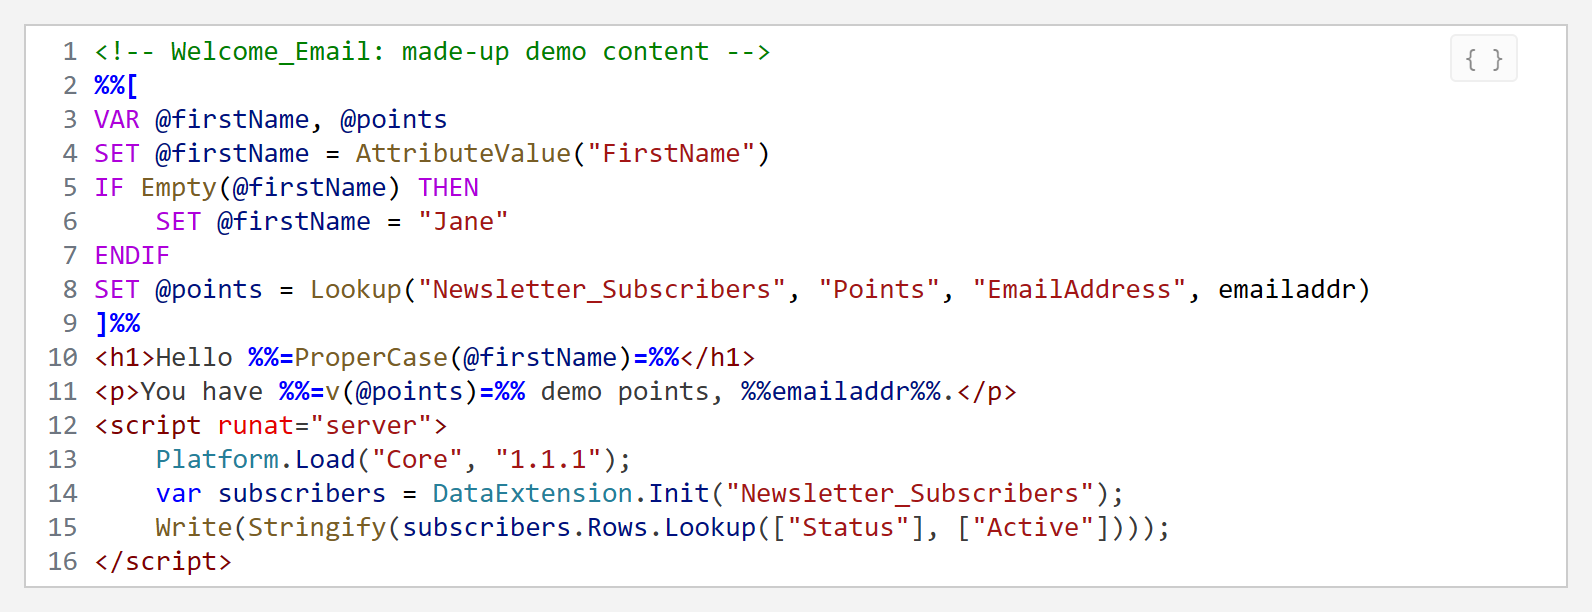 1 <!-- Welcome_Email: made-up demo content -->
{ }
2 %%[
3 VAR @firstName, @points
4 SET @firstName = AttributeValue("FirstName")
5 IF Empty(@firstName) THEN
6     SET @firstName = "Jane"
7 ENDIF
8 SET @points = Lookup("Newsletter_Subscribers", "Points", "EmailAddress", emailaddr)
9 ]%%
10 <h1>Hello %%=ProperCase(@firstName)=%%</h1>
11 <p>You have %%=v(@points)=%% demo points, %%emailaddr%%.</p>
12 <script runat="server">
13     Platform.Load("Core", "1.1.1");
14     var subscribers = DataExtension.Init("Newsletter_Subscribers");
15     Write(Stringify(subscribers.Rows.Lookup(["Status"], ["Active"])));
16 </script>